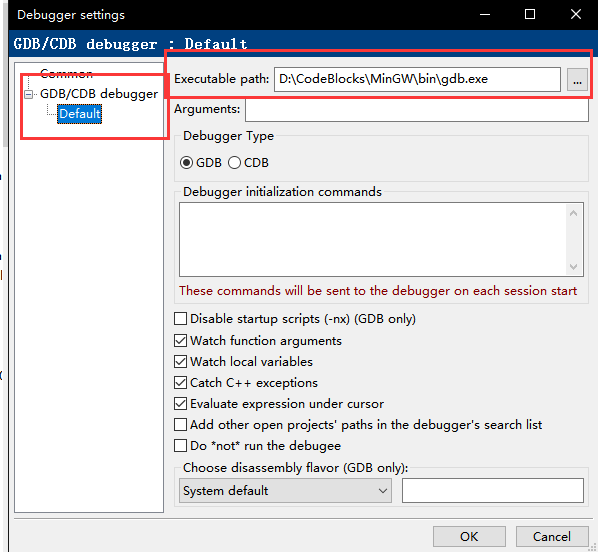 Debugger settings
GDB/CDB debugger : Default
Common
GDB/CDB debugger
Default
Executable path: D:\CodeBlocks\MinGW\bin\gdb.exe ...
Arguments:
Debugger Type
GDB CDB
Debugger initialization commands
These commands will be sent to the debugger on each session start
Disable startup scripts (-nx) (GDB only)
Watch function arguments
Watch local variables
Catch C++ exceptions
Evaluate expression under cursor
Add other open projects' paths in the debugger's search list
Do *not* run the debugee
Choose disassembly flavor (GDB only):
System default
OK Cancel